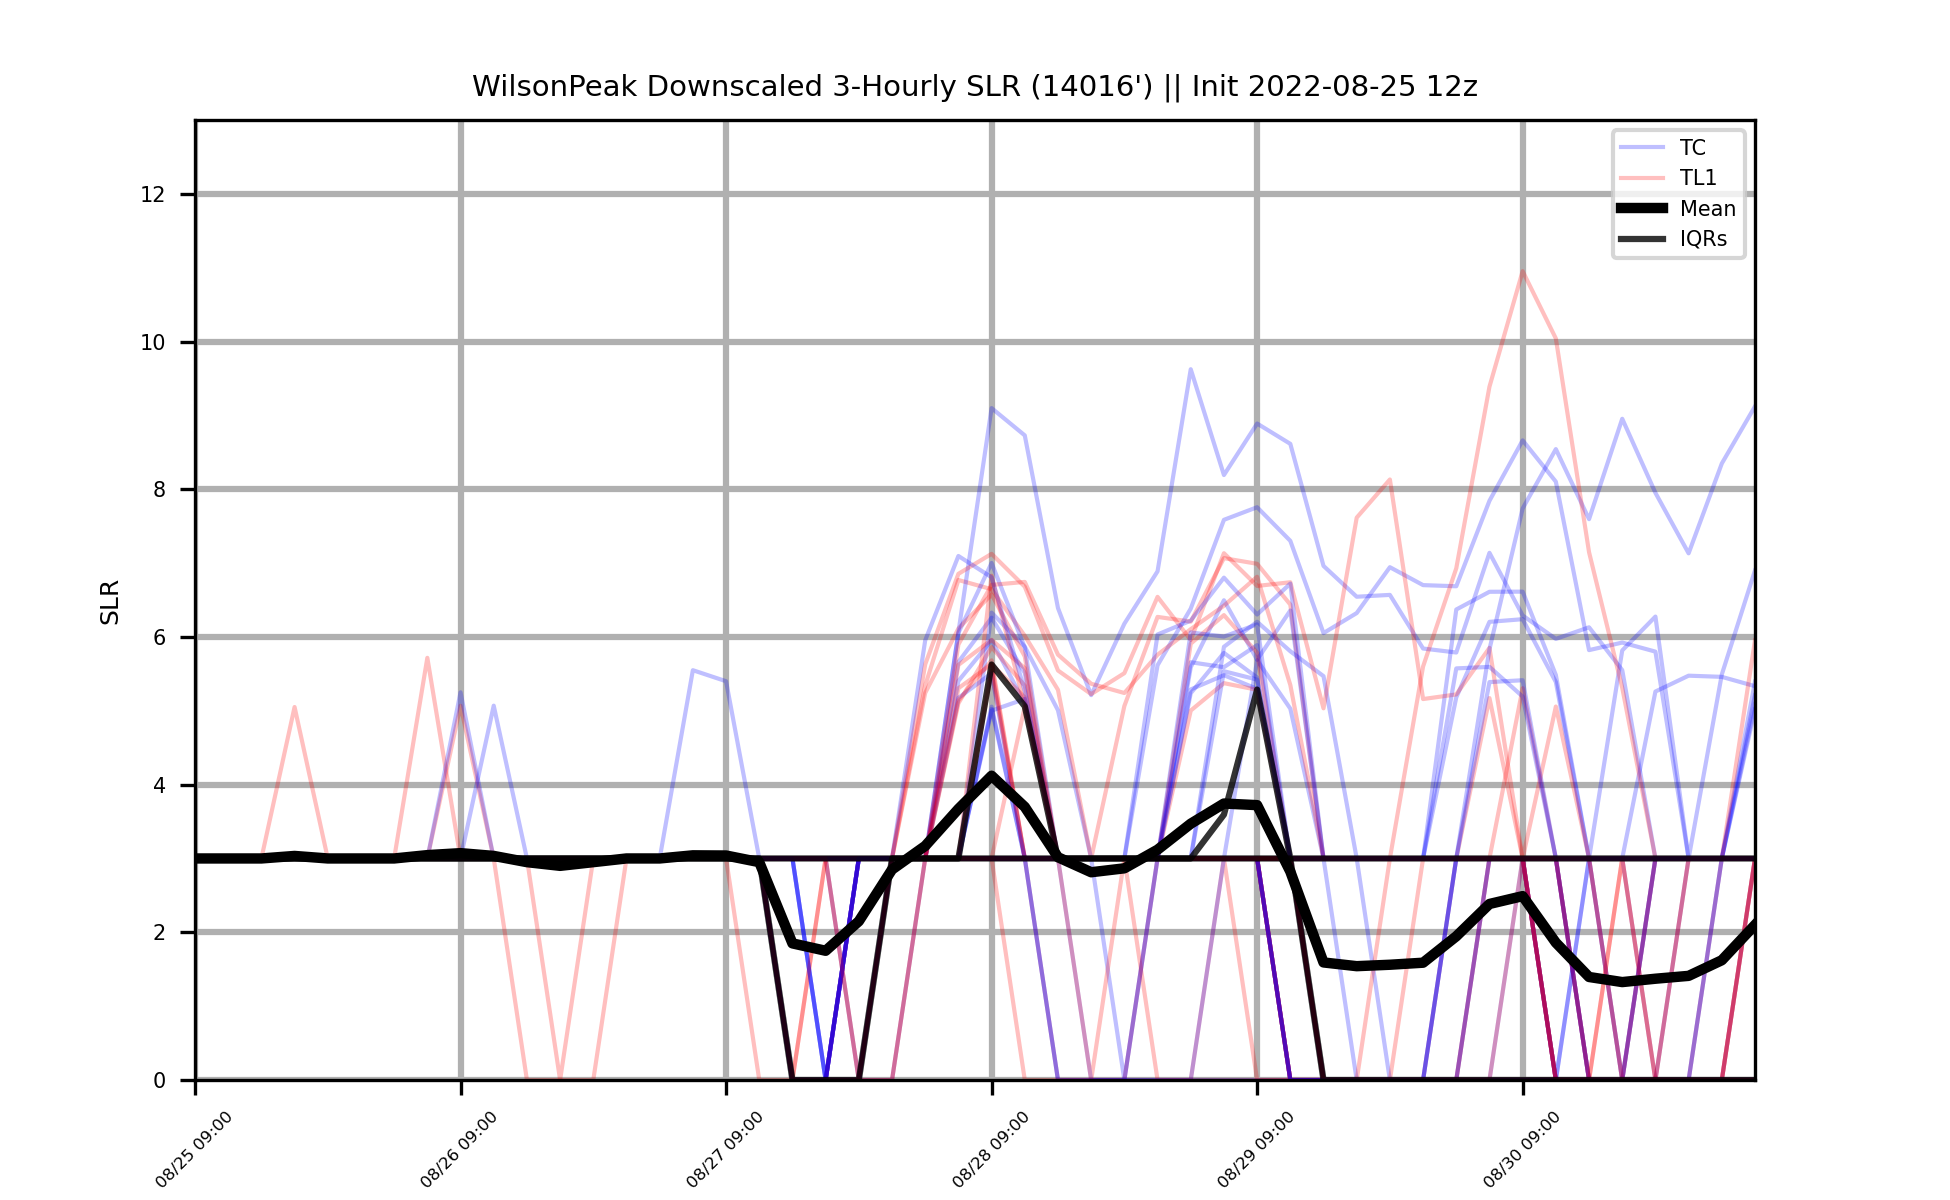 WilsonPeak Downscaled 3-Hourly SLR (14016') || Init 2022-08-25 12z
TC
TL1
Mean
IQRs
SLR
12
10
8
6
4
2
0
08/25 09:00
08/26 09:00
08/27 09:00
08/28 09:00
08/29 09:00
08/30 09:00